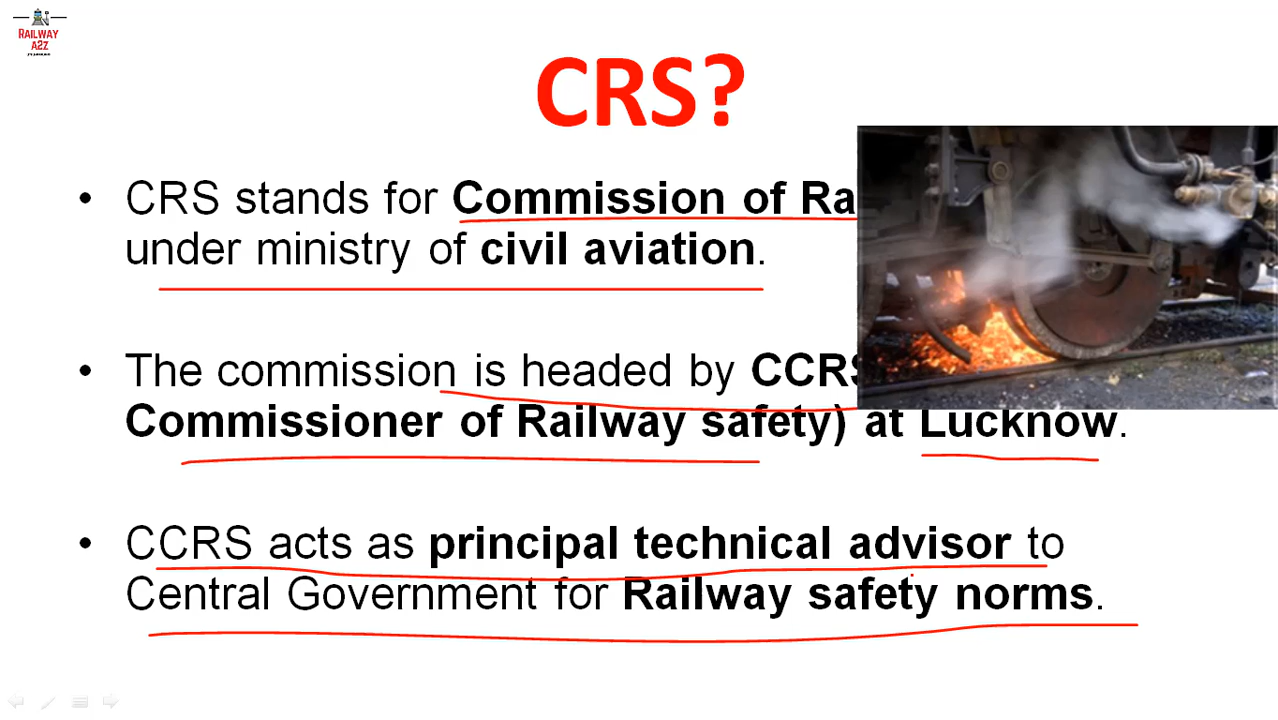 RAILWAY
A2Z
CRS?
• CRS stands for Commission of Ra
under ministry of civil aviation.
• The commission is headed by CCRS
Commissioner of Railway safety) at Lucknow.
• CCRS acts as principal technical advisor to
Central Government for Railway safety norms.